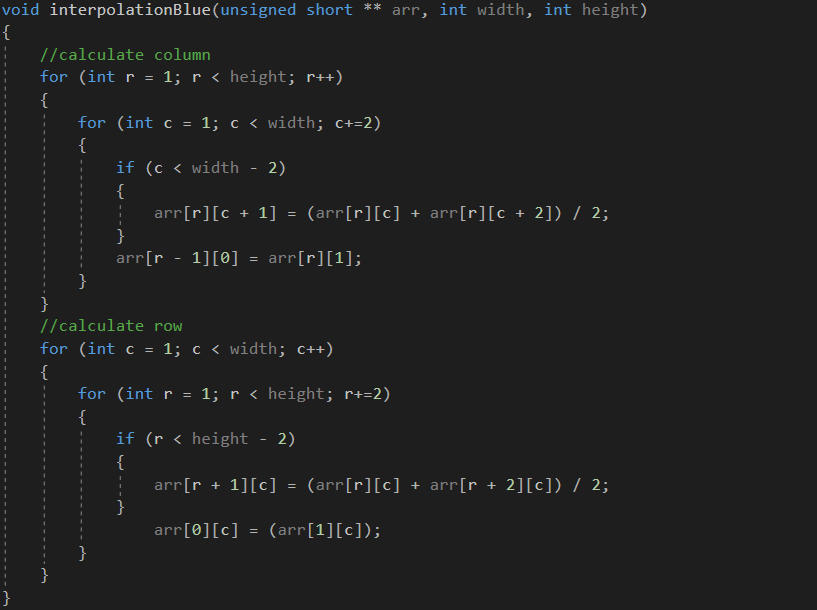 void interpolationBlue(unsigned short ** arr, int width, int height)
{
    //calculate column
    for (int r = 1; r < height; r++)
    {
        for (int c = 1; c < width; c+=2)
        {
            if (c < width - 2)
            {
                arr[r][c + 1] = (arr[r][c] + arr[r][c + 2]) / 2;
            }
            arr[r - 1][0] = arr[r][1];
        }
    }
    //calculate row
    for (int c = 1; c < width; c++)
    {
        for (int r = 1; r < height; r+=2)
        {
            if (r < height - 2)
            {
                arr[r + 1][c] = (arr[r][c] + arr[r + 2][c]) / 2;
            }
                arr[0][c] = (arr[1][c]);
        }
    }
}